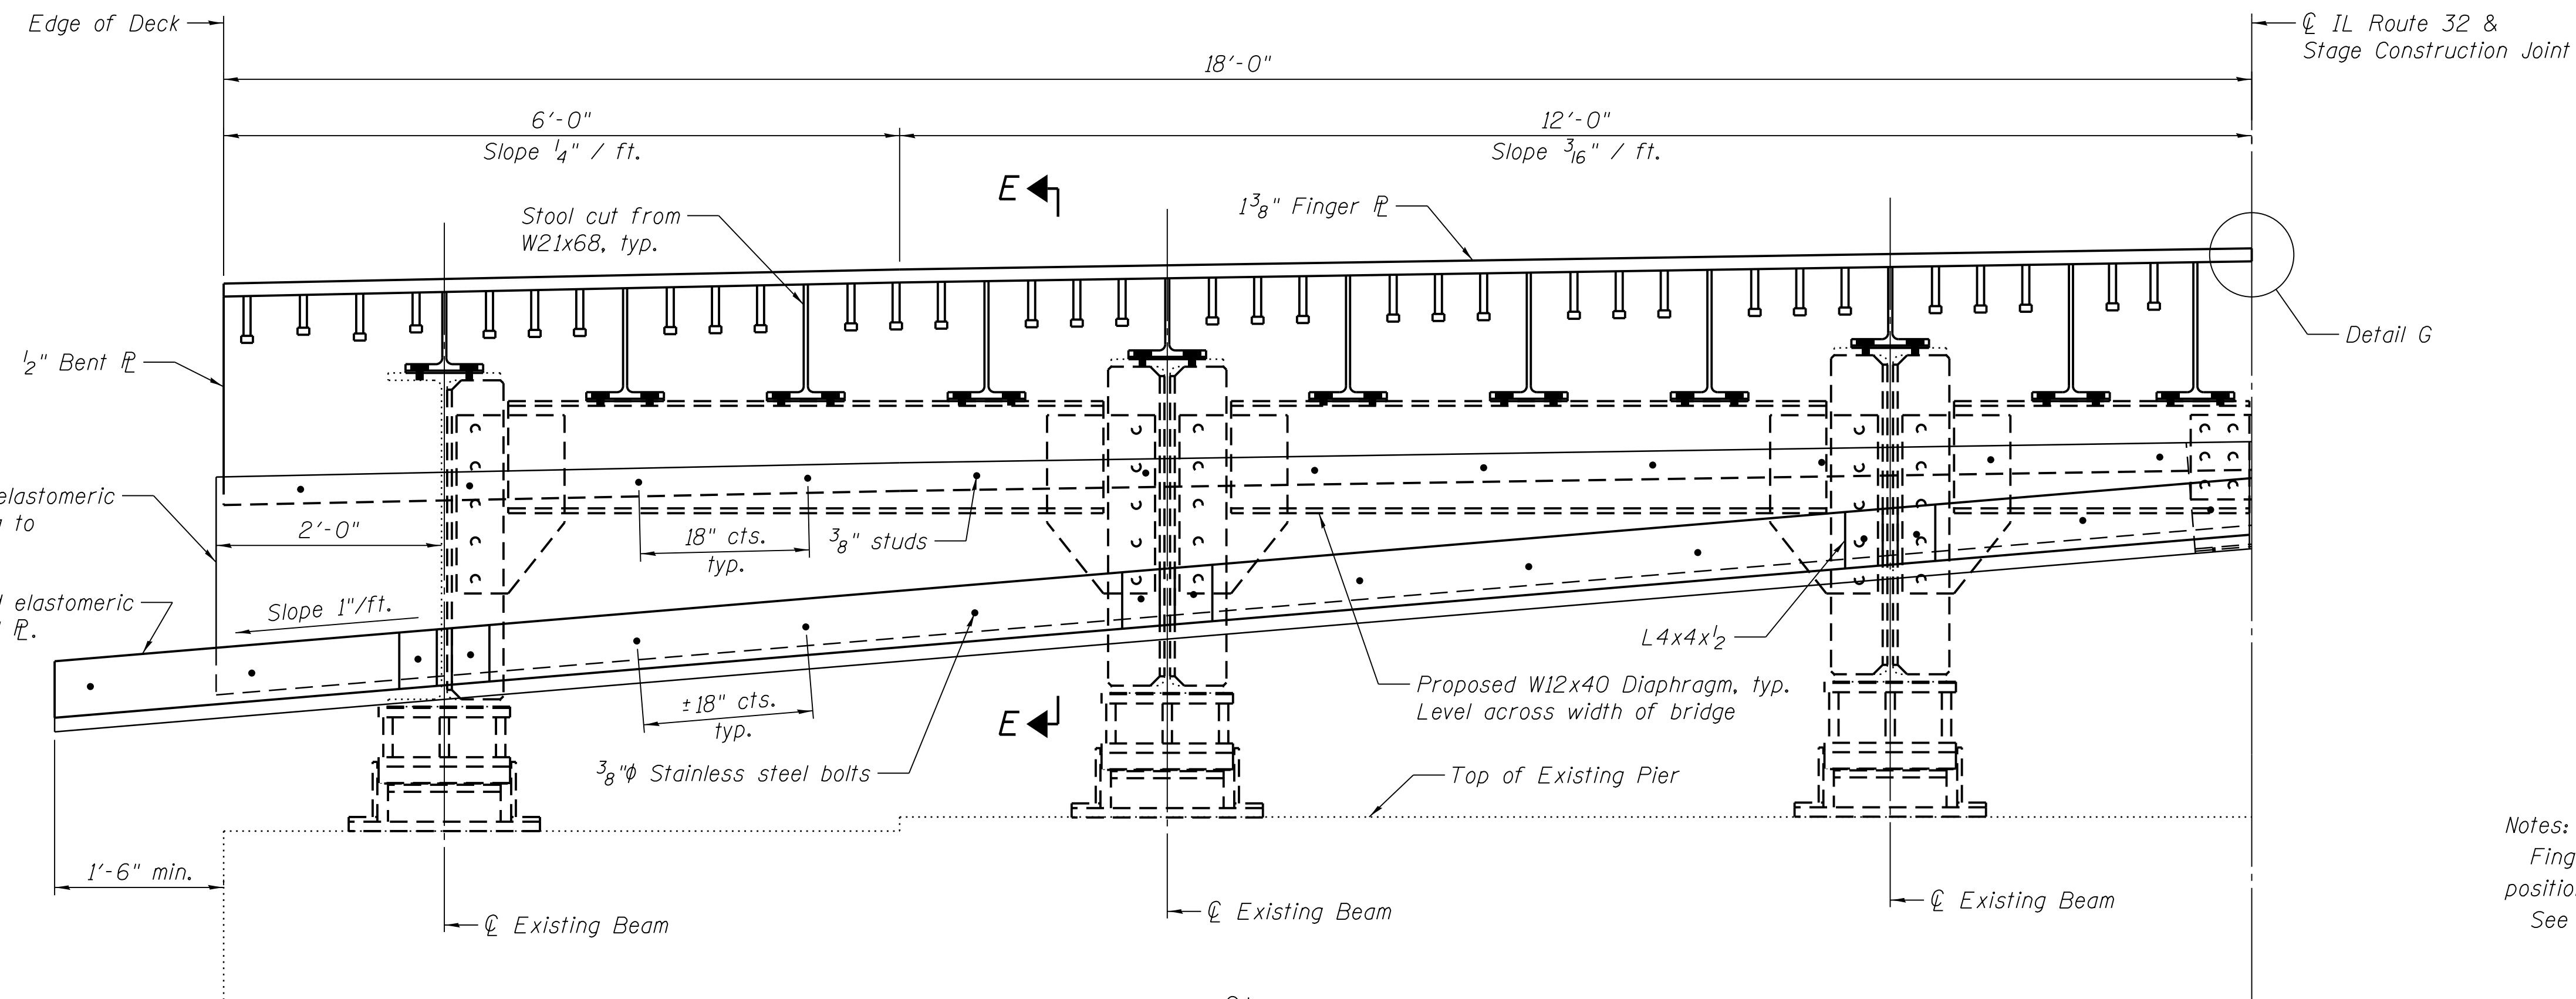 Edge of Deck
℄ IL Route 32 &
Stage Construction Joint
18'-0"
6'-0"
Slope 1/4" / ft.
12'-0"
Slope 3/16" / ft.
E
Stool cut from
W21x68, typ.
1 3/8" Finger ℙL
1/2" Bent ℙL
Detail G
elastomeric
to
2'-0"
18" cts.
typ.
3/8" studs
elastomeric
ℙL.
Slope 1"/ft.
L4x4x1/2
Proposed W12x40 Diaphragm, typ.
Level across width of bridge
±18" cts.
typ.
E
3/8"ϕ Stainless steel bolts
Top of Existing Pier
1'-6" min.
℄ Existing Beam
℄ Existing Beam
℄ Existing Beam
Notes:
Fing
position
See